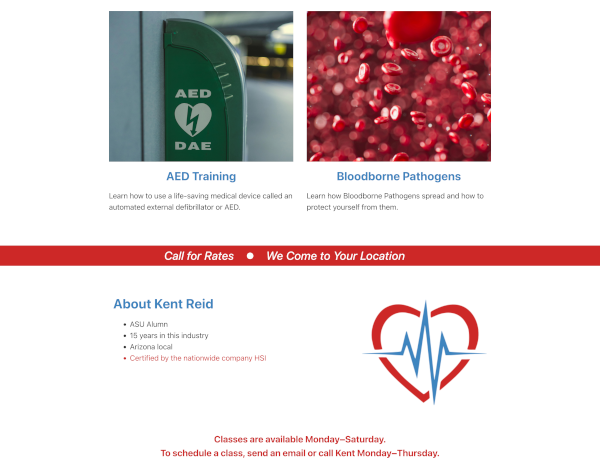 AED
DAE
AED Training
Bloodborne Pathogens
Learn how to use a life-saving medical device called an
automated external defibrillator or AED.
Learn how Bloodborne Pathogens spread and how to
protect yourself from them.
Call for Rates ● We Come to Your Location
About Kent Reid
• ASU Alumn
• 15 years in this industry
• Arizona local
• Certified by the nationwide company HSI
Classes are available Monday–Saturday.
To schedule a class, send an email or call Kent Monday–Thursday.